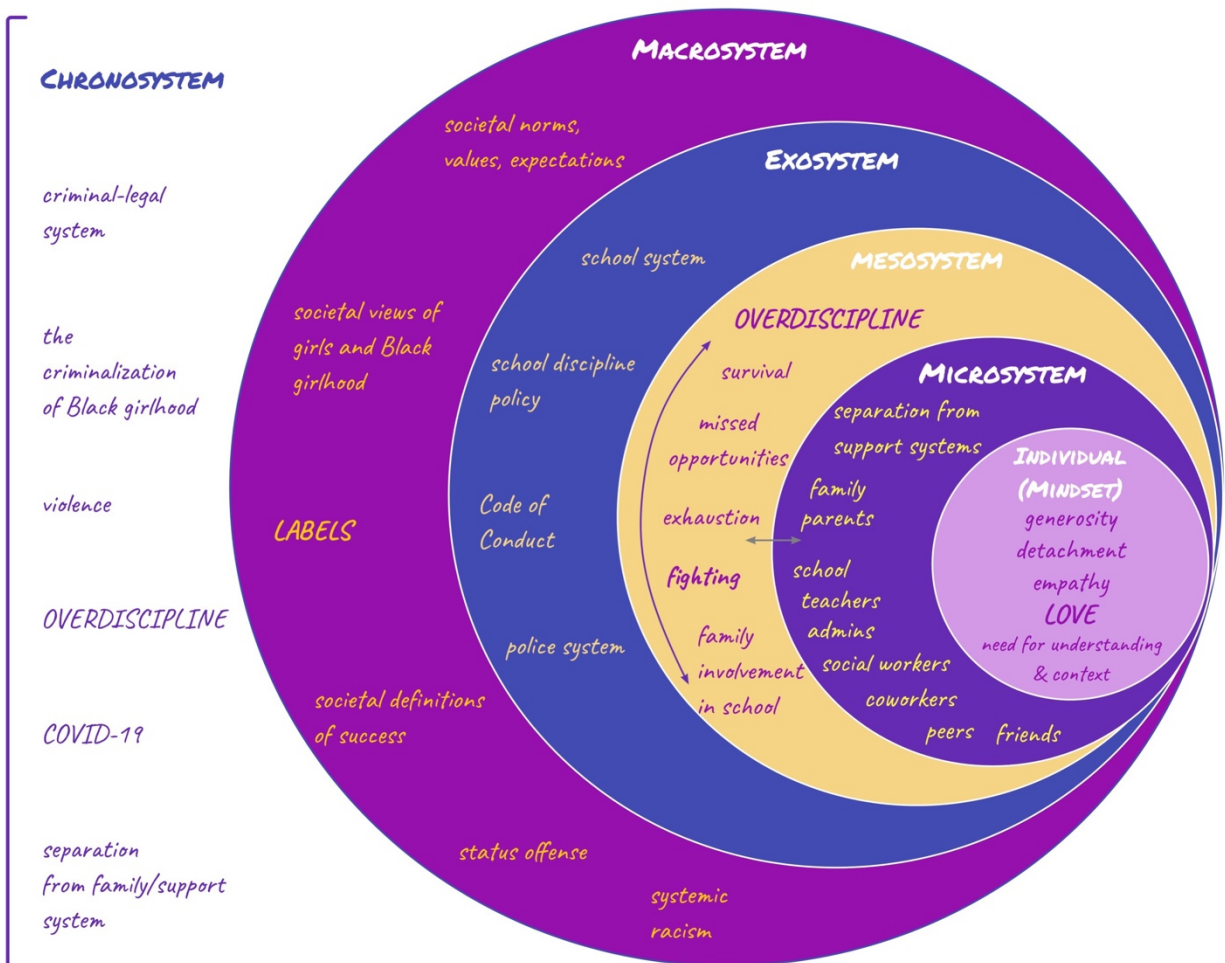 CHRONOSYSTEM
criminal-legal
system
the
criminalization
of Black girlhood
violence
OVERDISCIPLINE
COVID-19
separation
from family/support
system
MACROSYSTEM
societal norms,
values, expectations
societal views of
girls and Black
girlhood
LABELS
societal definitions
of success
status offense
systemic
racism
EXOSYSTEM
school system
school discipline
policy
Code of
Conduct
police system
MESOSYSTEM
OVERDISCIPLINE
survival
missed
opportunities
exhaustion
fighting
family
involvement
in school
MICROSYSTEM
separation from
support systems
family
parents
school
teachers
admins
social workers
coworkers
peers friends
INDIVIDUAL
(MINDSET)
generosity
detachment
empathy
LOVE
need for understanding
& context